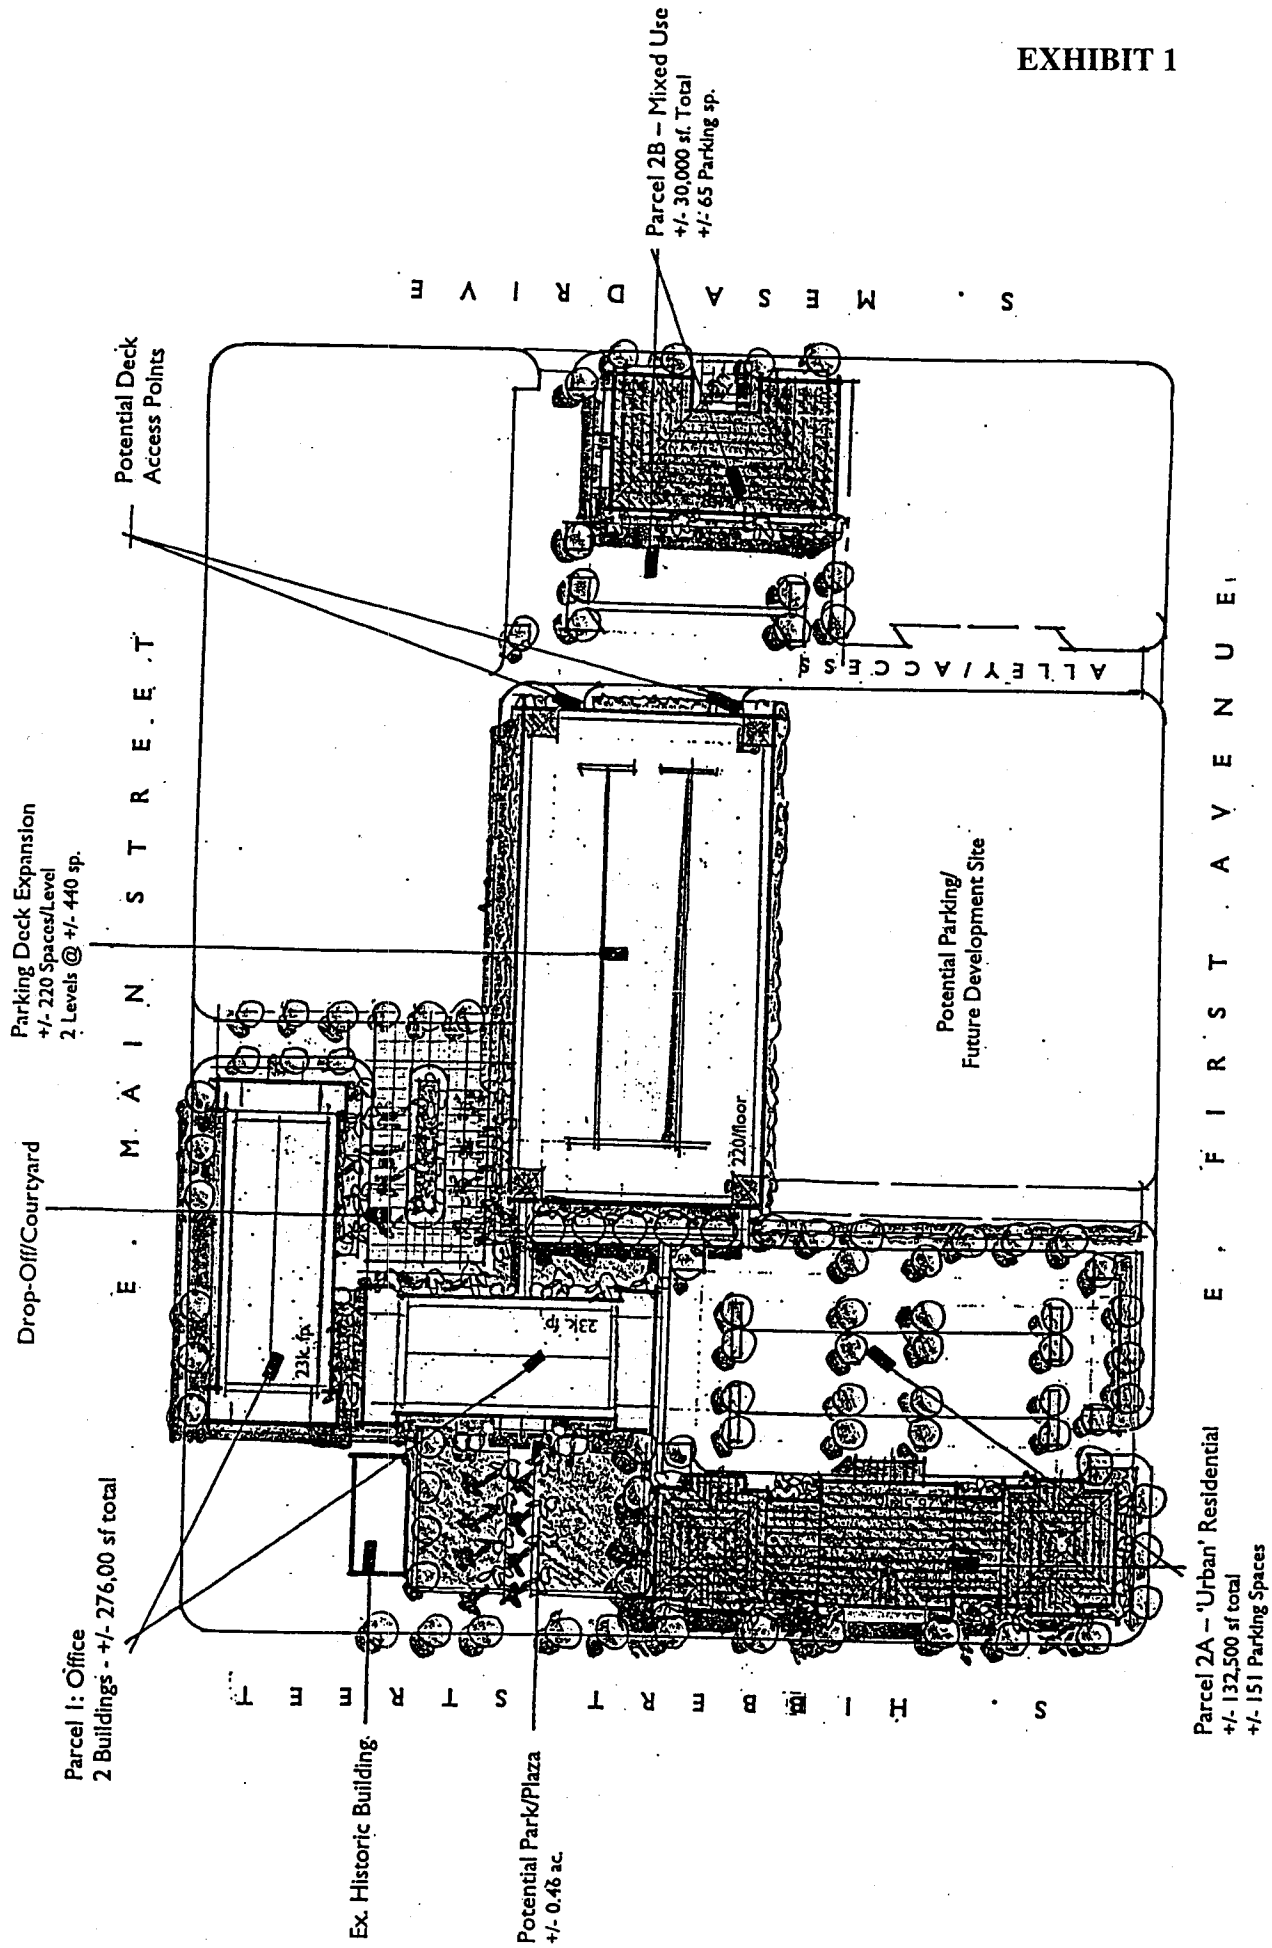 EXHIBIT 1
Parcel 1: Office
2 Buildings - +/- 276,00 sf total
Drop-Off/Courtyard
Parking Deck Expansion
+/- 220 Spaces/Level
2 Levels @ +/- 440 sp.
Potential Deck
Access Points
Parcel 2B – Mixed Use
+/- 30,000 sf. Total
+/- 65 Parking sp.
E. MAIN STREET
S. MESA DRIVE
23k fp.
23k fp.
220/floor
ALLEY/ACCESS
Potential Parking/
Future Development Site
Ex. Historic Building
Potential Park/Plaza
+/- 0.46 ac.
S. HIBBERT STREET
E. FIRST AVENUE
Parcel 2A – 'Urban' Residential
+/- 132,500 sf total
+/- 151 Parking Spaces